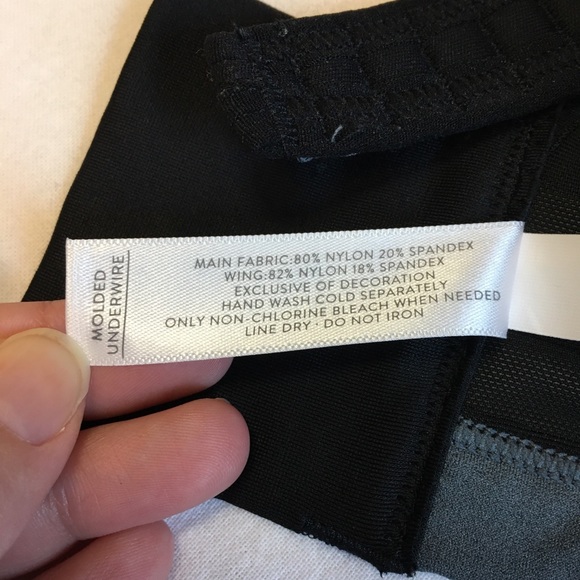 MOLDED
UNDERWIRE
MAIN FABRIC:80% NYLON 20% SPANDEX
WING:82% NYLON 18% SPANDEX
EXCLUSIVE OF DECORATION
HAND WASH COLD SEPARATELY
ONLY NON-CHLORINE BLEACH WHEN NEEDED
LINE DRY · DO NOT IRON